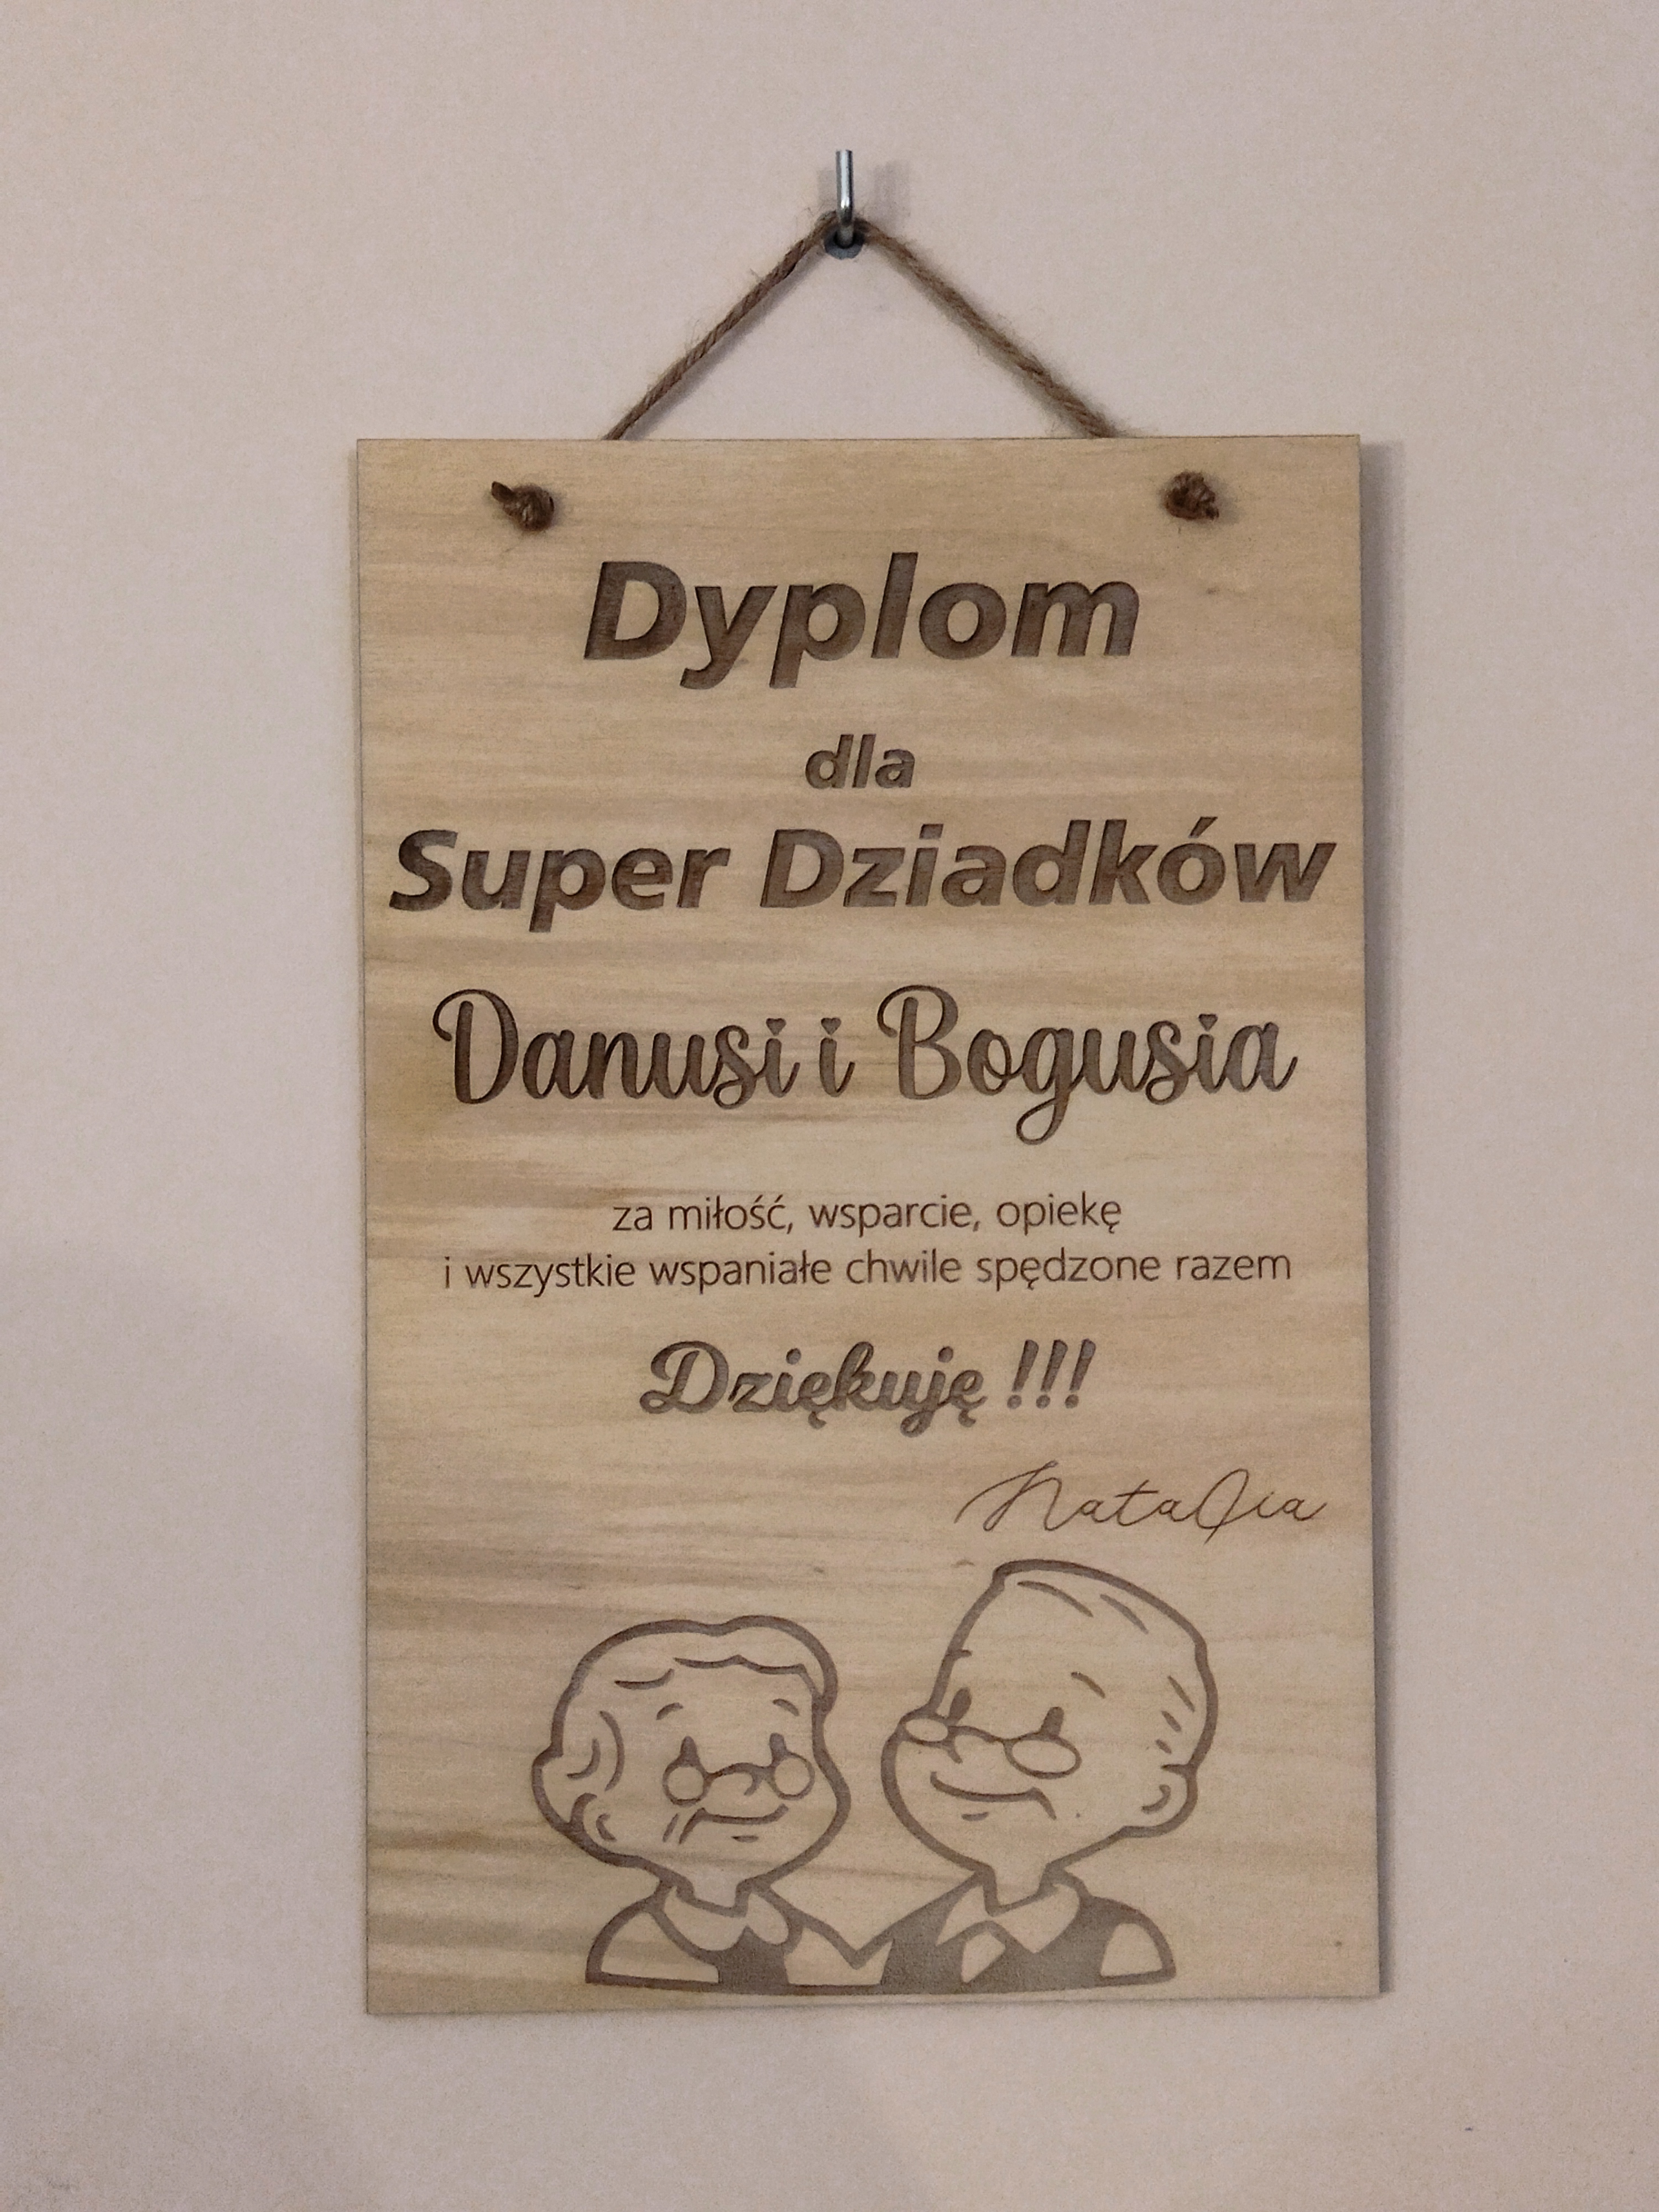 Dyplom
dla
Super Dziadków
Danusi i Bogusia
za miłość, wsparcie, opiekę
i wszystkie wspaniałe chwile spędzone razem
Dziękuję !!!
Natalia